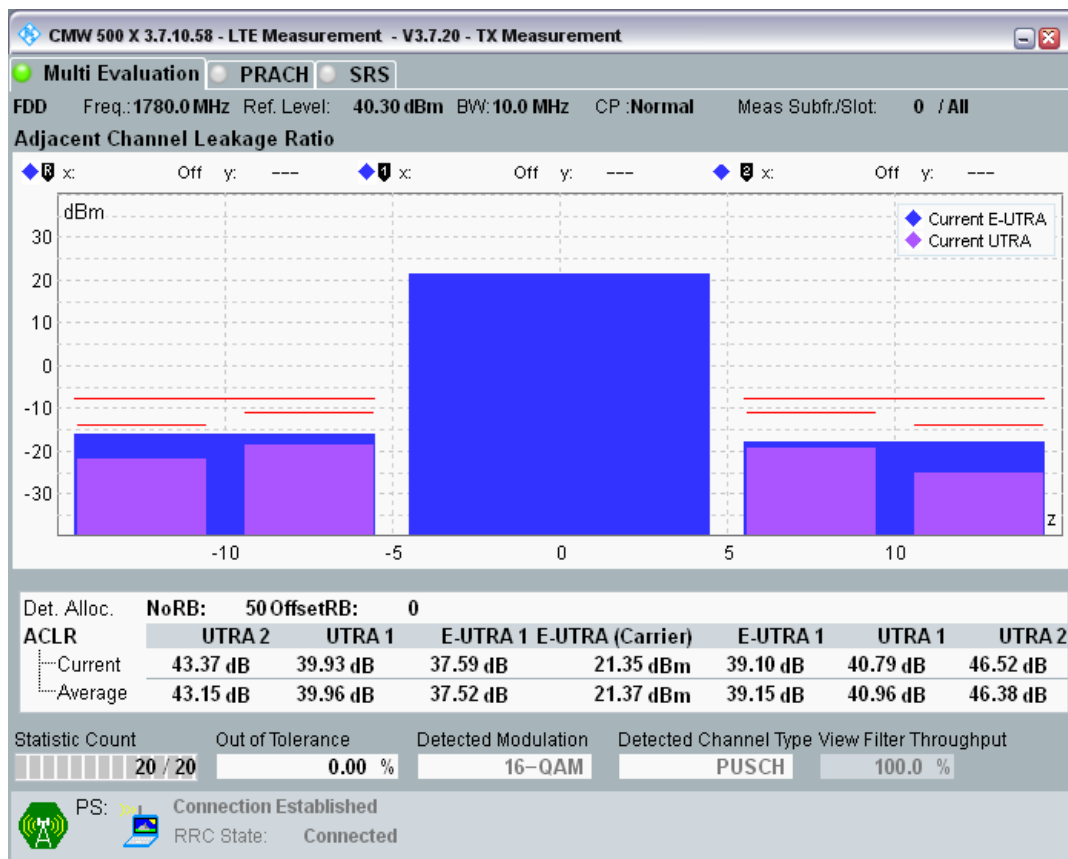 CMW 500 X 3.7.10.58 - LTE Measurement - V3.7.20 - TX Measurement
Multi Evaluation PRACH SRS
FDD Freq.:1780.0 MHz Ref. Level: 40.30 dBm BW:10.0 MHz CP :Normal Meas Subfr./Slot: 0 / All
Adjacent Channel Leakage Ratio
R x: Off y: --- 1 x: Off y: --- 2 x: Off y: ---
dBm
Current E-UTRA
Current UTRA
30
20
10
0
-10
-20
-30
z
-10 -5 0 5 10
Det. Alloc. NoRB: 50 OffsetRB: 0
ACLR UTRA 2 UTRA 1 E-UTRA 1 E-UTRA (Carrier) E-UTRA 1 UTRA 1 UTRA 2
Current 43.37 dB 39.93 dB 37.59 dB 21.35 dBm 39.10 dB 40.79 dB 46.52 dB
Average 43.15 dB 39.96 dB 37.52 dB 21.37 dBm 39.15 dB 40.96 dB 46.38 dB
Statistic Count Out of Tolerance Detected Modulation Detected Channel Type View Filter Throughput
20 / 20 0.00 % 16-QAM PUSCH 100.0 %
PS: Connection Established
RRC State: Connected